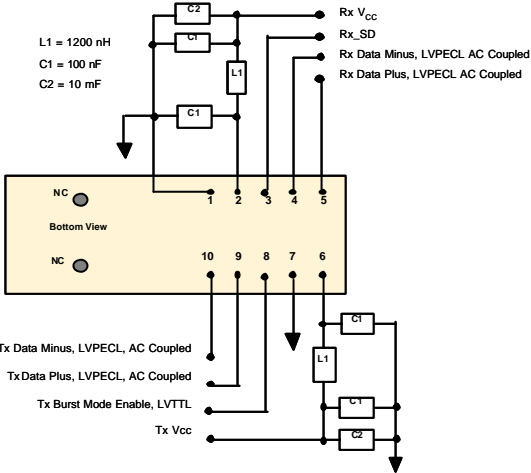 C2
Rx VCC
C1
Rx_SD
L1 = 1200 nH
Rx Data Minus, LVPECL AC Coupled
C1 = 100 nF
L1
Rx Data Plus, LVPECL AC Coupled
C2 = 10 mF
C1
NC
1 2 3 4 5
Bottom View
NC
10 9 8 7 6
C1
Tx Data Minus, LVPECL, AC Coupled
L1
Tx Data Plus, LVPECL, AC Coupled
Tx Burst Mode Enable, LVTTL
C1
Tx Vcc
C2